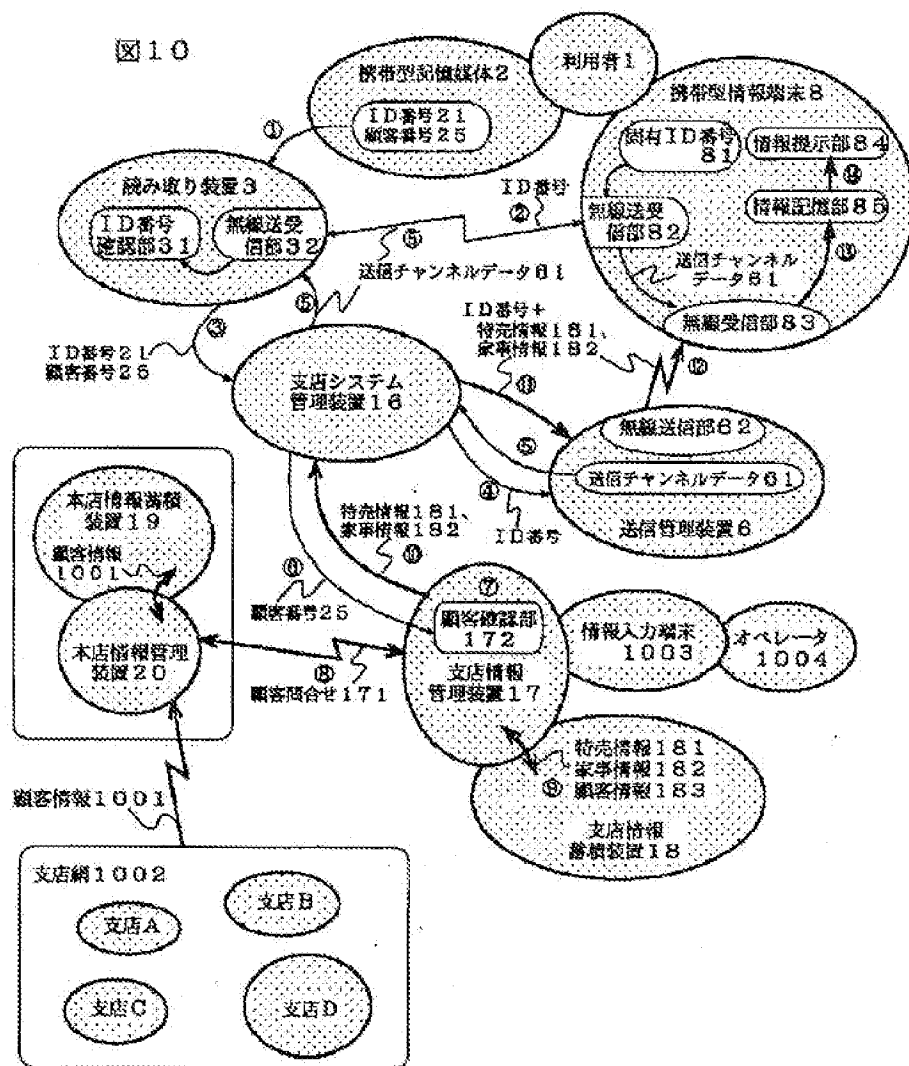 図10
携帯型記憶媒体2
利用者1
携帯型情報端末8
ID番号21
顧客番号25
①
固有ID番号
81
情報提示部84
⑭
読み取り装置3
ID番号
②
無線送受
信部82
情報記憶部85
ID番号
確認部31
無線送受
信部32
⑤
送信チャンネルデータ61
送信チャンネル
データ61
⑬
⑤
③
ID番号+
特売情報181、
家事情報182
無線受信部83
⑫
ID番号21
顧客番号25
支店システム
管理装置16
⑪
無線送信部62
⑤
送信チャンネルデータ61
④
送信管理装置6
ID番号
本店情報蓄積
装置19
顧客情報
1001
特売情報181、
家事情報182
⑩
⑥
顧客番号25
⑦
顧客確認部
172
情報入力端末
1003
オペレータ
1004
本店情報管理
装置20
支店情報
管理装置17
⑧
顧客問合せ171
特売情報181
家事情報182
顧客情報183
⑨
支店情報
蓄積装置18
顧客情報1001
支店網1002
支店A
支店B
支店C
支店D